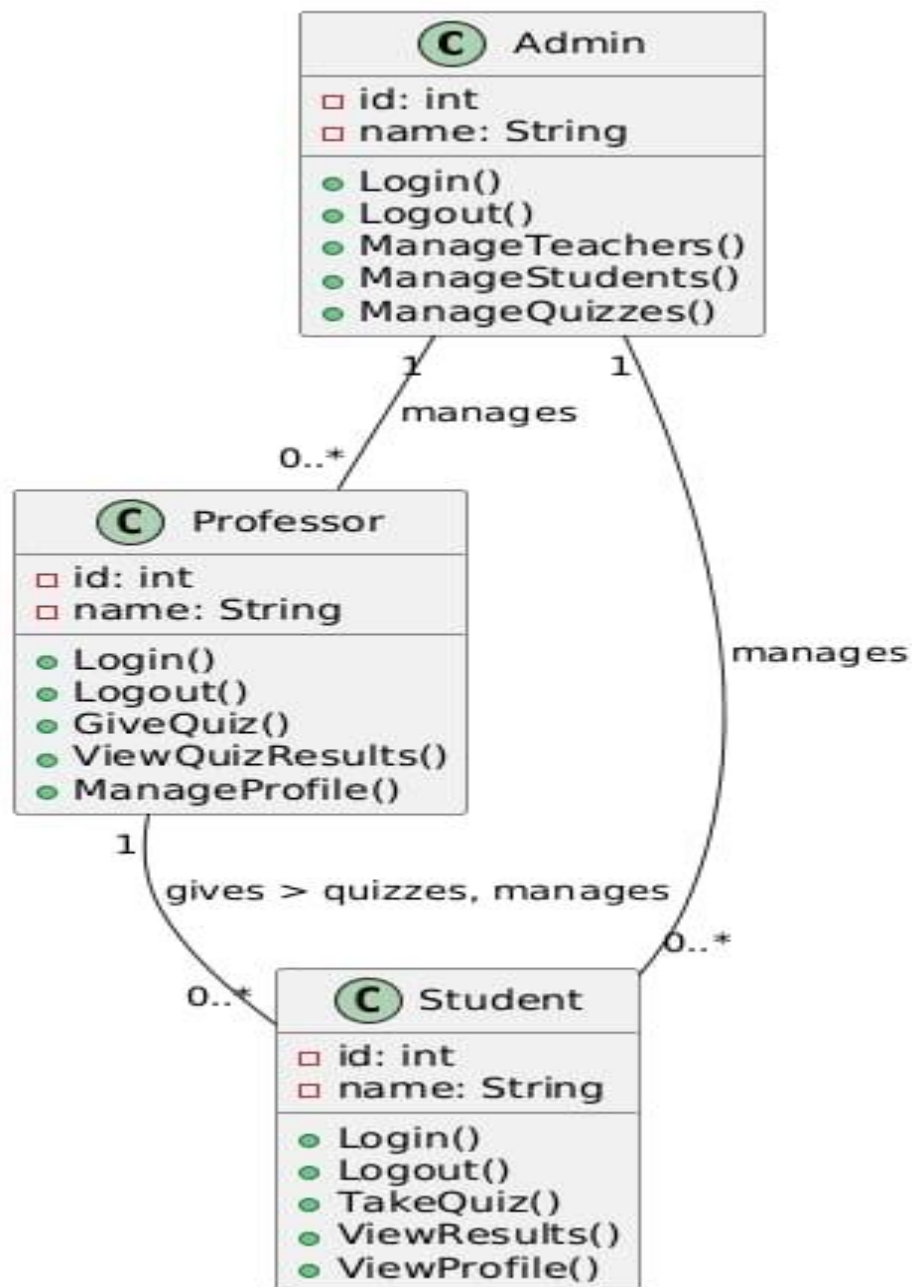 C Admin
id: int
name: String
Login()
Logout()
ManageTeachers()
ManageStudents()
ManageQuizzes()
1
1
manages
0..*
C Professor
id: int
name: String
Login()
Logout()
GiveQuiz()
ViewQuizResults()
ManageProfile()
manages
1
gives > quizzes, manages
0..*
0..*
C Student
id: int
name: String
Login()
Logout()
TakeQuiz()
ViewResults()
ViewProfile()